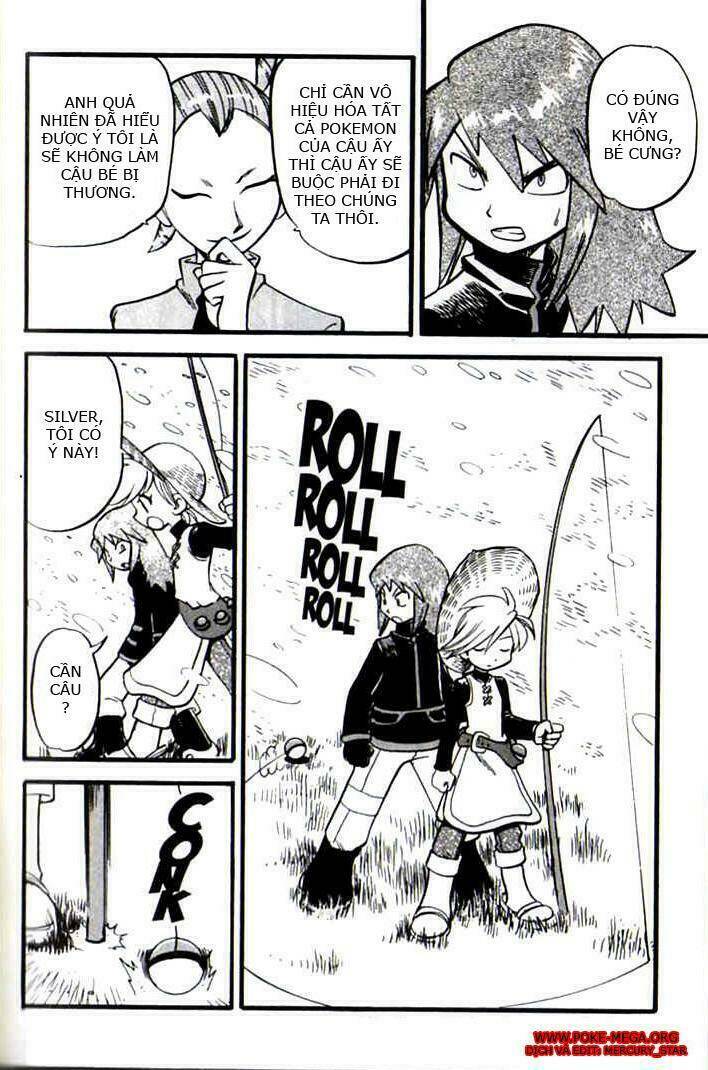 CÓ ĐÚNG
VẬY
KHÔNG,
BÉ CƯNG?
CHỈ CẦN VÔ
HIỆU HÓA TẤT
CẢ POKEMON
CỦA CẬU ẤY
THÌ CẬU ẤY SẼ
BUỘC PHẢI ĐI
THEO CHÚNG
TA THÔI.
ANH QUẢ
NHIÊN ĐÃ HIỂU
ĐƯỢC Ý TÔI LÀ
SẼ KHÔNG LÀM
CẬU BÉ BỊ
THƯƠNG.
ROLL
ROLL
ROLL
ROLL
SILVER,
TÔI CÓ
Ý NÀY!
CẦN
CÂU
?
CONK
WWW.POKE-MEGA.ORG
DỊCH VÀ EDIT: MERCURY_STAR